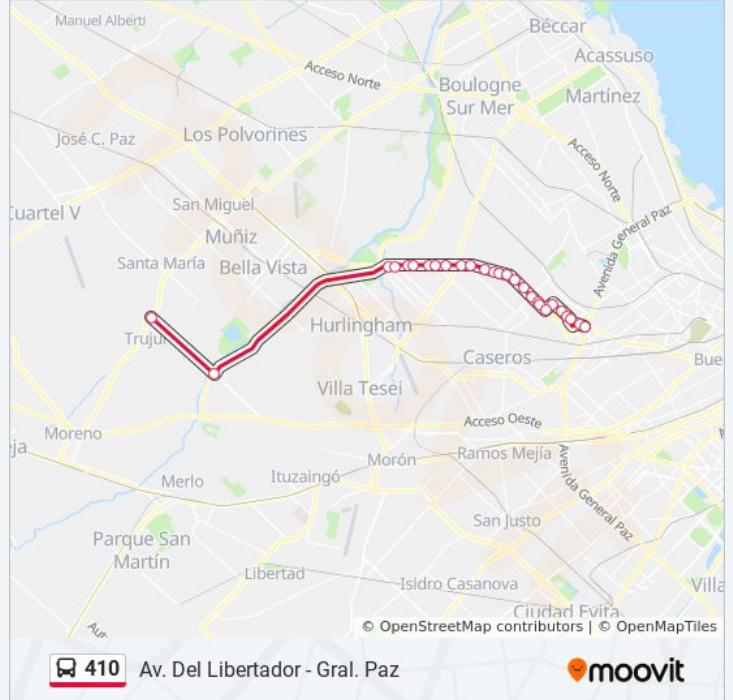 Manuel Alberti
Béccar
Acassuso
Acceso Norte
Boulogne
Sur Mer
Martínez
José C. Paz
Los Polvorines
Acceso Norte
Cuartel V
San Miguel
Avenida General Paz
Muñiz
Santa María
Bella Vista
Hurlingham
Caseros
Bue
Villa Tesei
Acceso Oeste
Moreno
eja
Morón
Ramos Mejía
Merlo
Ituzaingó
Avenida General Paz
San Justo
Parque San
Martín
Libertad
Isidro Casanova
Villa
Ciudad Evita
Aut
© OpenStreetMap contributors | © OpenMapTiles
410 Av. Del Libertador - Gral. Paz
moovit